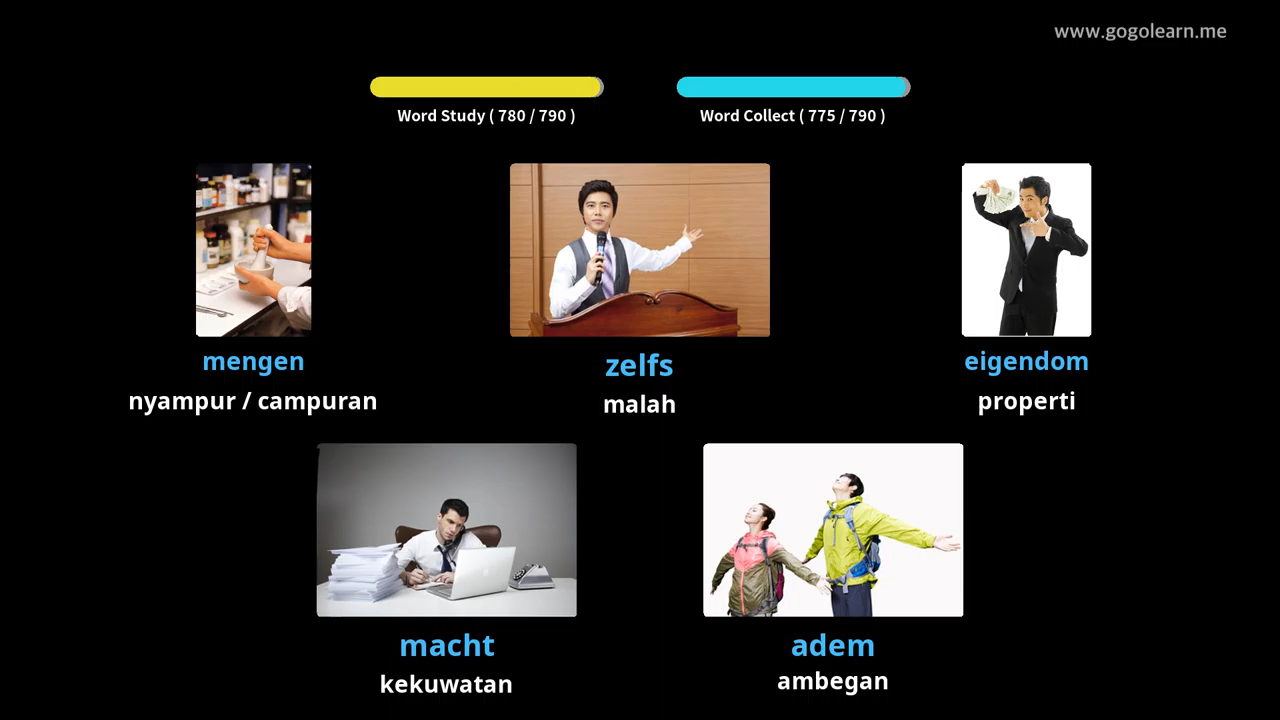 www.gogolearn.me
Word Study ( 780 / 790 )
Word Collect ( 775 / 790 )
mengen
nyampur / campuran
zelfs
malah
eigendom
properti
macht
kekuwatan
adem
ambegan